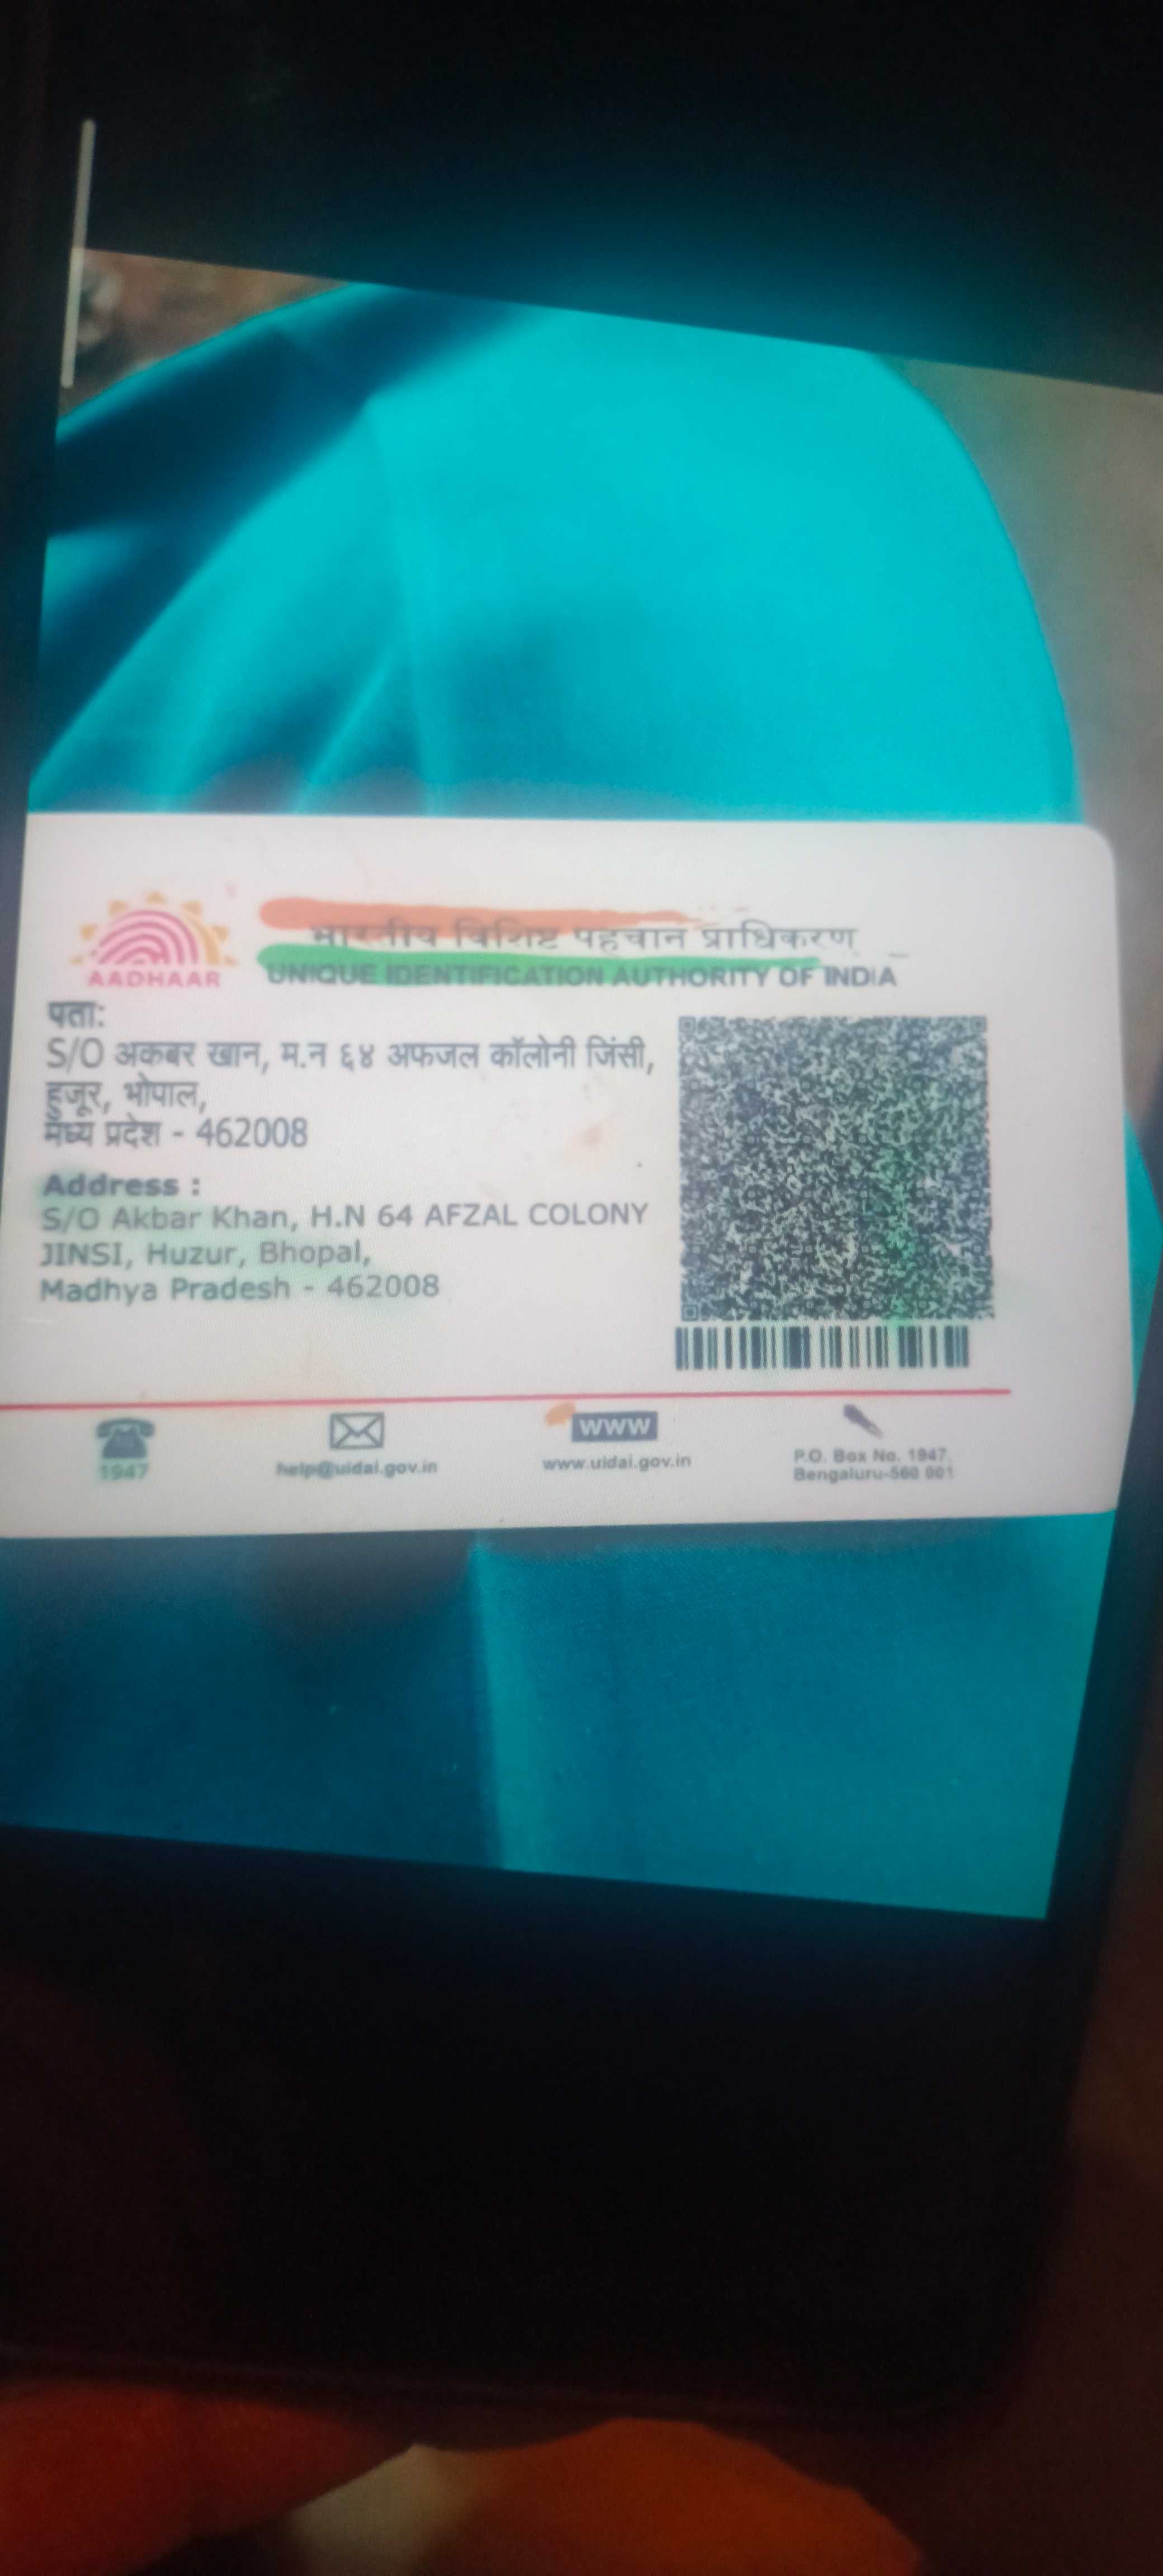 भारतीय विशिष्ट पहचान प्राधिकरण
AADHAAR
UNIQUE IDENTIFICATION AUTHORITY OF INDIA
पता:
S/O अकबर खान, म.न ६४ अफजल कॉलोनी जिंसी,
हुजूर, भोपाल,
मध्य प्रदेश - 462008
Address :
S/O Akbar Khan, H.N 64 AFZAL COLONY
JINSI, Huzur, Bhopal,
Madhya Pradesh - 462008
1947
help@uidai.gov.in
www
www.uidai.gov.in
P.O. Box No. 1947,
Bengaluru-560 001